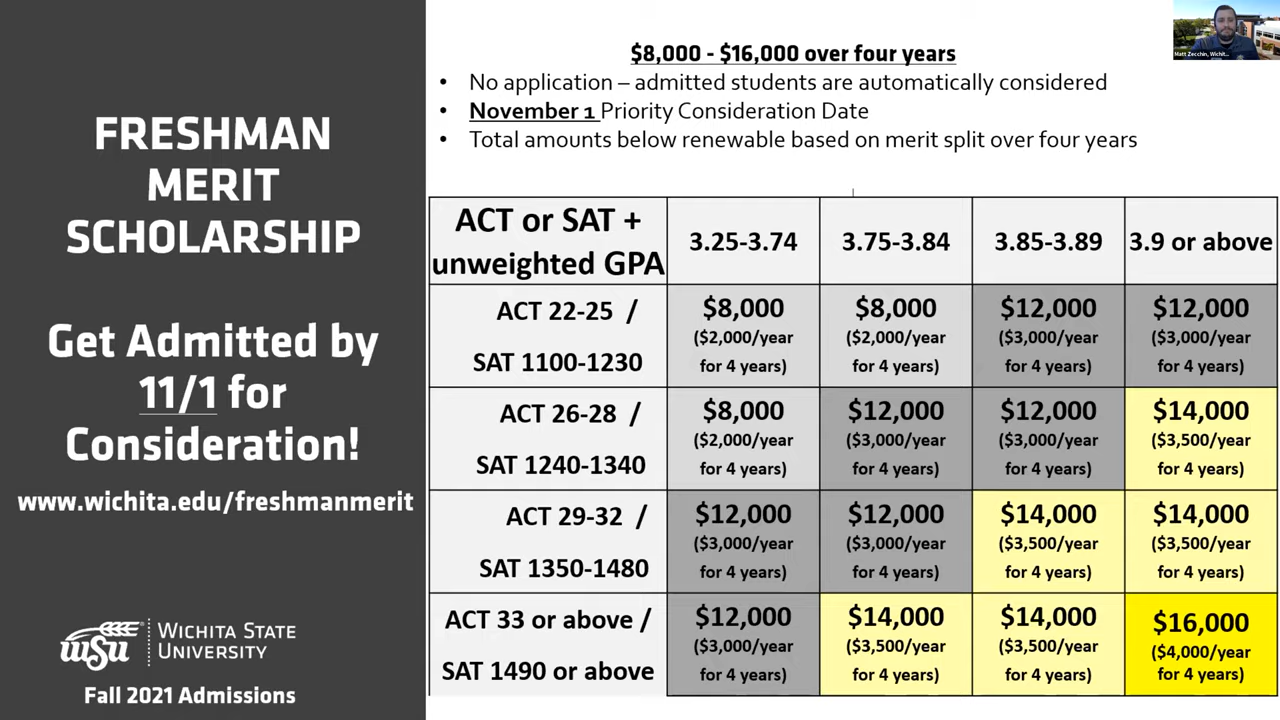 FRESHMAN
MERIT
SCHOLARSHIP
Get Admitted by
11/1 for
Consideration!
www.wichita.edu/freshmanmerit
WSU
WICHITA STATE
UNIVERSITY
Fall 2021 Admissions
$8,000 - $16,000 over four years
• No application – admitted students are automatically considered
• November 1 Priority Consideration Date
• Total amounts below renewable based on merit split over four years
Matt Zecchin, Wichit...
ACT or SAT +
unweighted GPA
3.25-3.74
3.75-3.84
3.85-3.89
3.9 or above
ACT 22-25 /
SAT 1100-1230
$8,000
($2,000/year
for 4 years)
$8,000
($2,000/year
for 4 years)
$12,000
($3,000/year
for 4 years)
$12,000
($3,000/year
for 4 years)
ACT 26-28 /
SAT 1240-1340
$8,000
($2,000/year
for 4 years)
$12,000
($3,000/year
for 4 years)
$12,000
($3,000/year
for 4 years)
$14,000
($3,500/year
for 4 years)
ACT 29-32 /
SAT 1350-1480
$12,000
($3,000/year
for 4 years)
$12,000
($3,000/year
for 4 years)
$14,000
($3,500/year
for 4 years)
$14,000
($3,500/year
for 4 years)
ACT 33 or above /
SAT 1490 or above
$12,000
($3,000/year
for 4 years)
$14,000
($3,500/year
for 4 years)
$14,000
($3,500/year
for 4 years)
$16,000
($4,000/year
for 4 years)